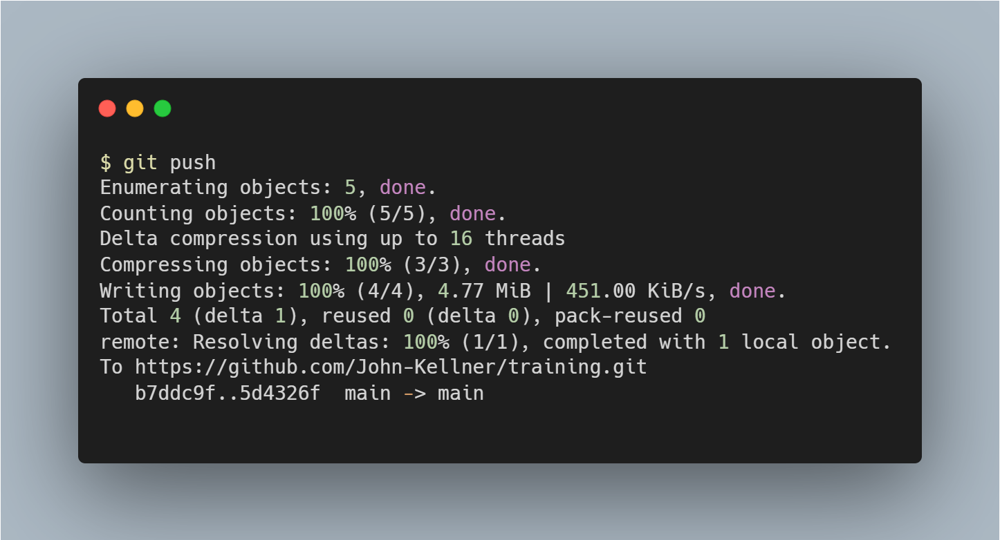 $ git push
Enumerating objects: 5, done.
Counting objects: 100% (5/5), done.
Delta compression using up to 16 threads
Compressing objects: 100% (3/3), done.
Writing objects: 100% (4/4), 4.77 MiB | 451.00 KiB/s, done.
Total 4 (delta 1), reused 0 (delta 0), pack-reused 0
remote: Resolving deltas: 100% (1/1), completed with 1 local object.
To https://github.com/John-Kellner/training.git
   b7ddc9f..5d4326f  main -> main